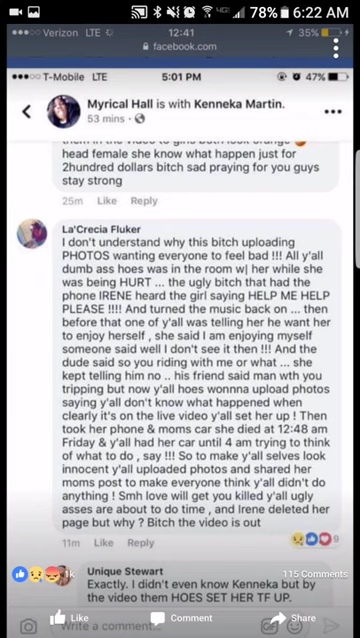 78% 6:22 AM
Verizon LTE 12:41 35%
facebook.com
T-Mobile LTE 5:01 PM 47%
Myrical Hall is with Kenneka Martin.
53 mins
head female she know what happen just for
2hundred dollars bitch sad praying for you guys
stay strong
25m Like Reply
La'Crecia Fluker
I don't understand why this bitch uploading
PHOTOS wanting everyone to feel bad !!! All y'all
dumb ass hoes was in the room w| her while she
was being HURT ... the ugly bitch that had the
phone IRENE heard the girl saying HELP ME HELP
PLEASE !!!! And turned the music back on ... then
before that one of y'all was telling her he want her
to enjoy herself , she said I am enjoying myself
someone said well I don't see it then !!! And the
dude said so you riding with me or what ... she
kept telling him no .. his friend said man wth you
tripping but now y'all hoes wonnna upload photos
saying y'all don't know what happened when
clearly it's on the live video y'all set her up ! Then
took her phone & moms car she died at 12:48 am
Friday & y'all had her car until 4 am trying to think
of what to do , say !!! So to make y'all selves look
innocent y'all uploaded photos and shared her
moms post to make everyone think y'all didn't do
anything ! Smh love will get you killed y'all ugly
asses are about to do time , and Irene deleted her
page but why ? Bitch the video is out
11m Like Reply 9
115 Comments
Unique Stewart
Exactly. I didn't even know Kenneka but by
the video them HOES SET HER TF UP.
Like Comment Share
Write a comment...